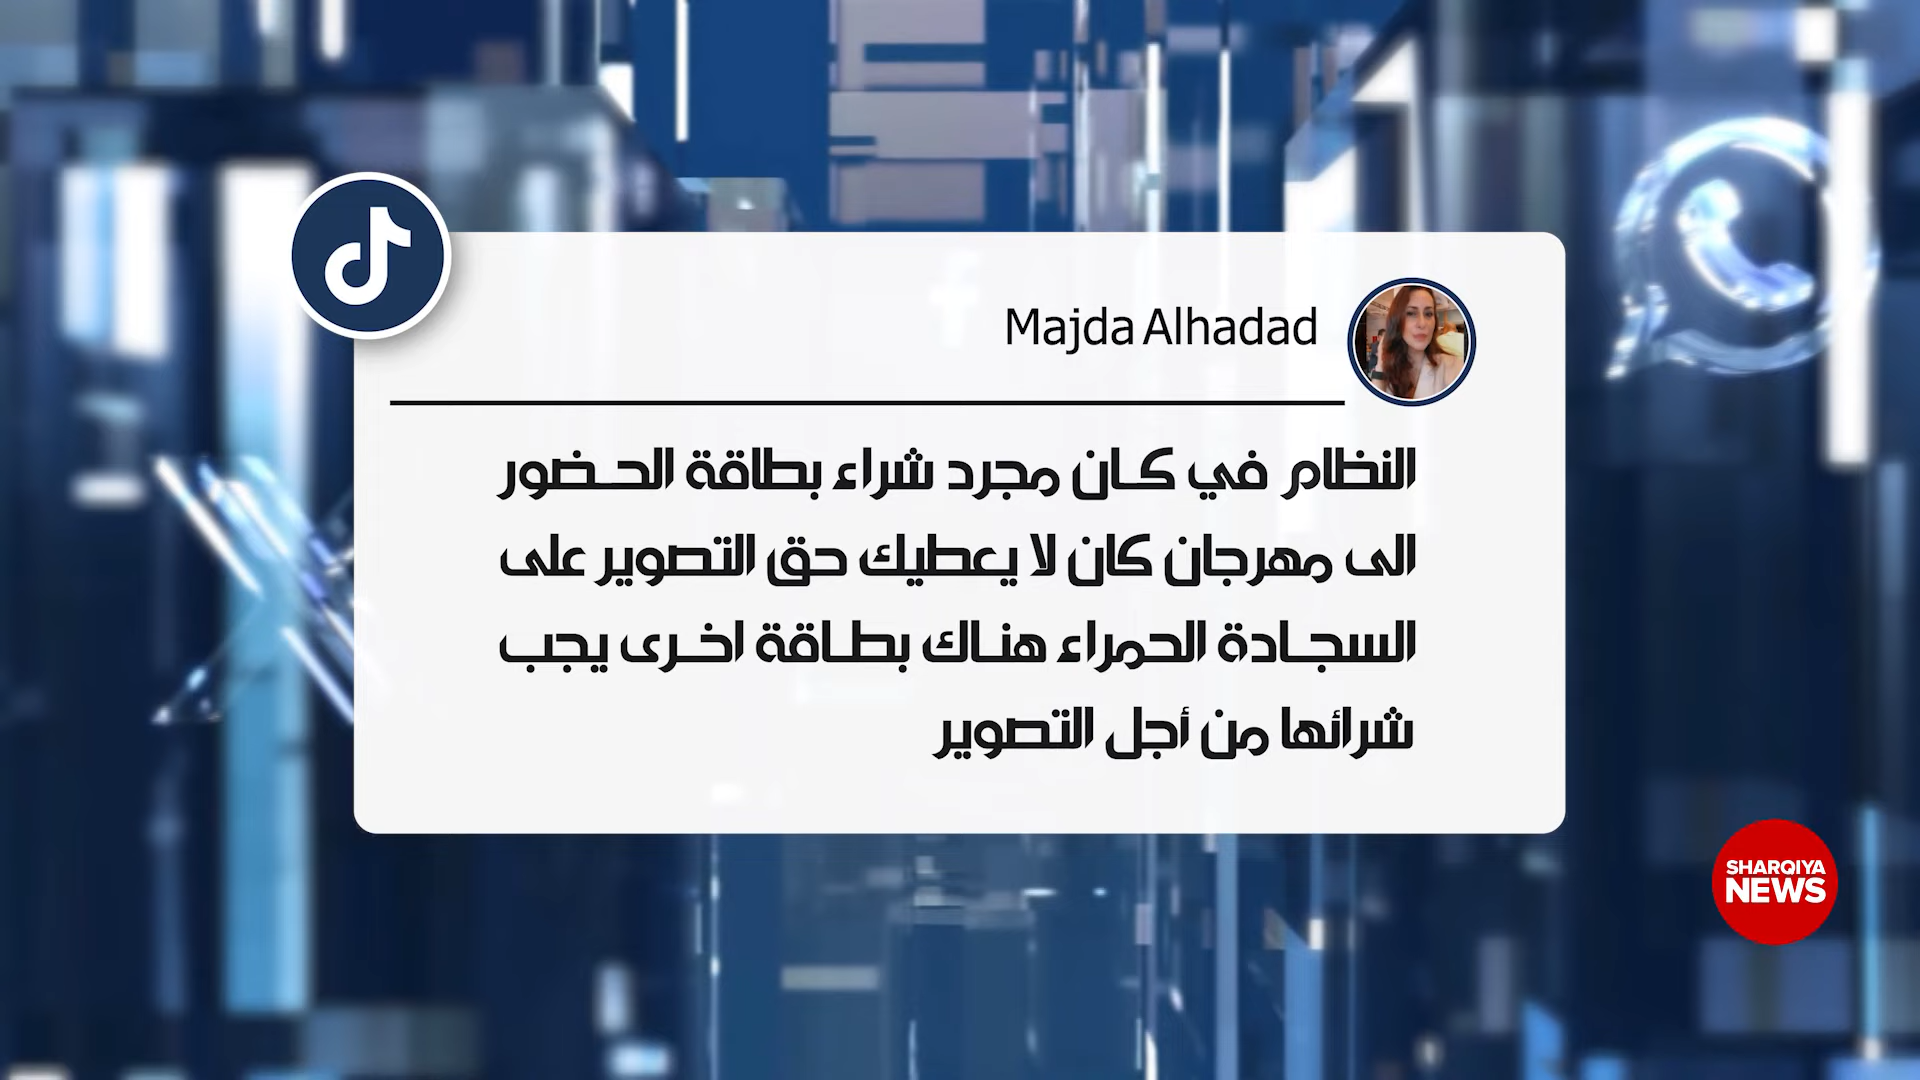 Majda Alhadad
النظام في كان مجرد شراء بطاقة الحضور
الى مهرجان كان لا يعطيك حق التصوير على
السجادة الحمراء هناك بطاقة اخرى يجب
شرائها من أجل التصوير
SHARQIYA
NEWS